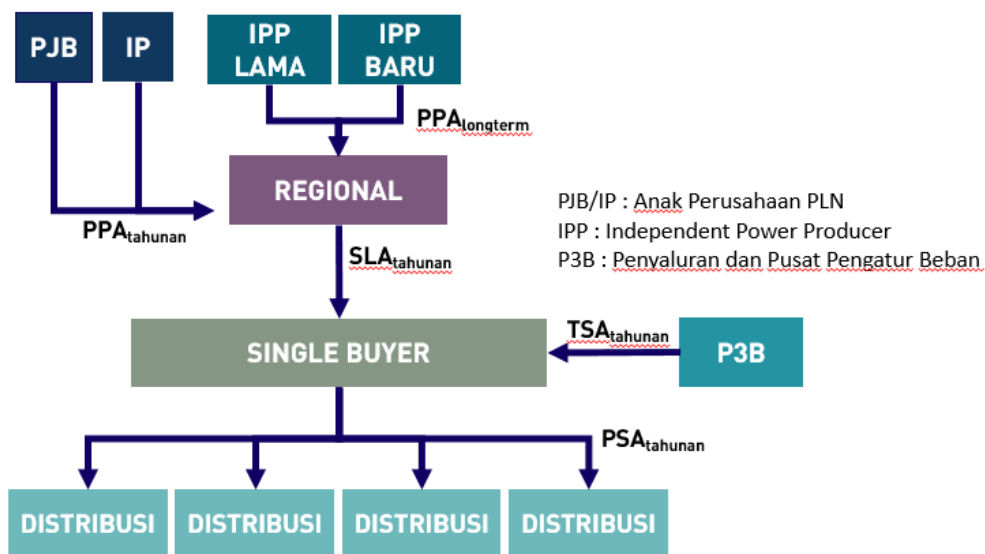 PJB
IP
IPP
LAMA
IPP
BARU
PPAlongterm
REGIONAL
PPAtahunan
SLAtahunan
PJB/IP : Anak Perusahaan PLN
IPP : Independent Power Producer
P3B : Penyaluran dan Pusat Pengatur Beban
SINGLE BUYER
TSAtahunan
P3B
PSAtahunan
DISTRIBUSI
DISTRIBUSI
DISTRIBUSI
DISTRIBUSI